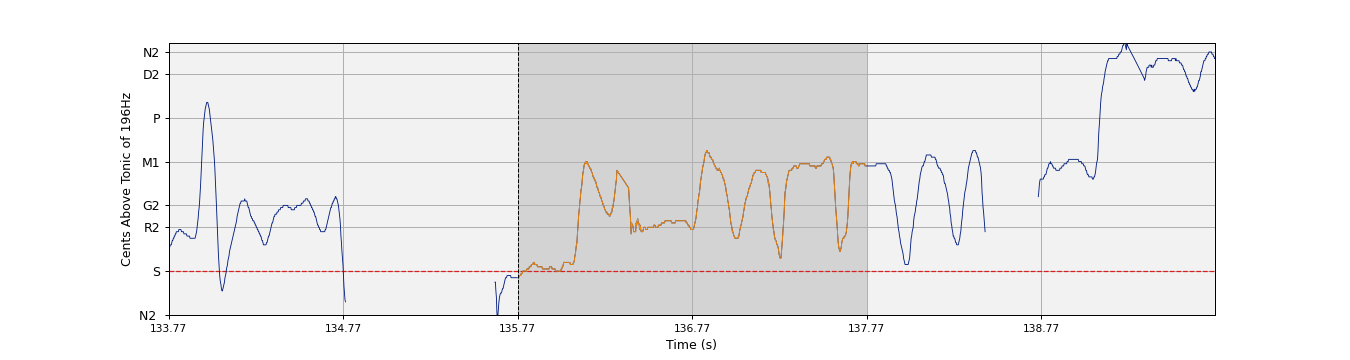 N2
D2
P
M1
G2
R2
S
N2
Cents Above Tonic of 196Hz
133.77 134.77 135.77 136.77 137.77 138.77
Time (s)